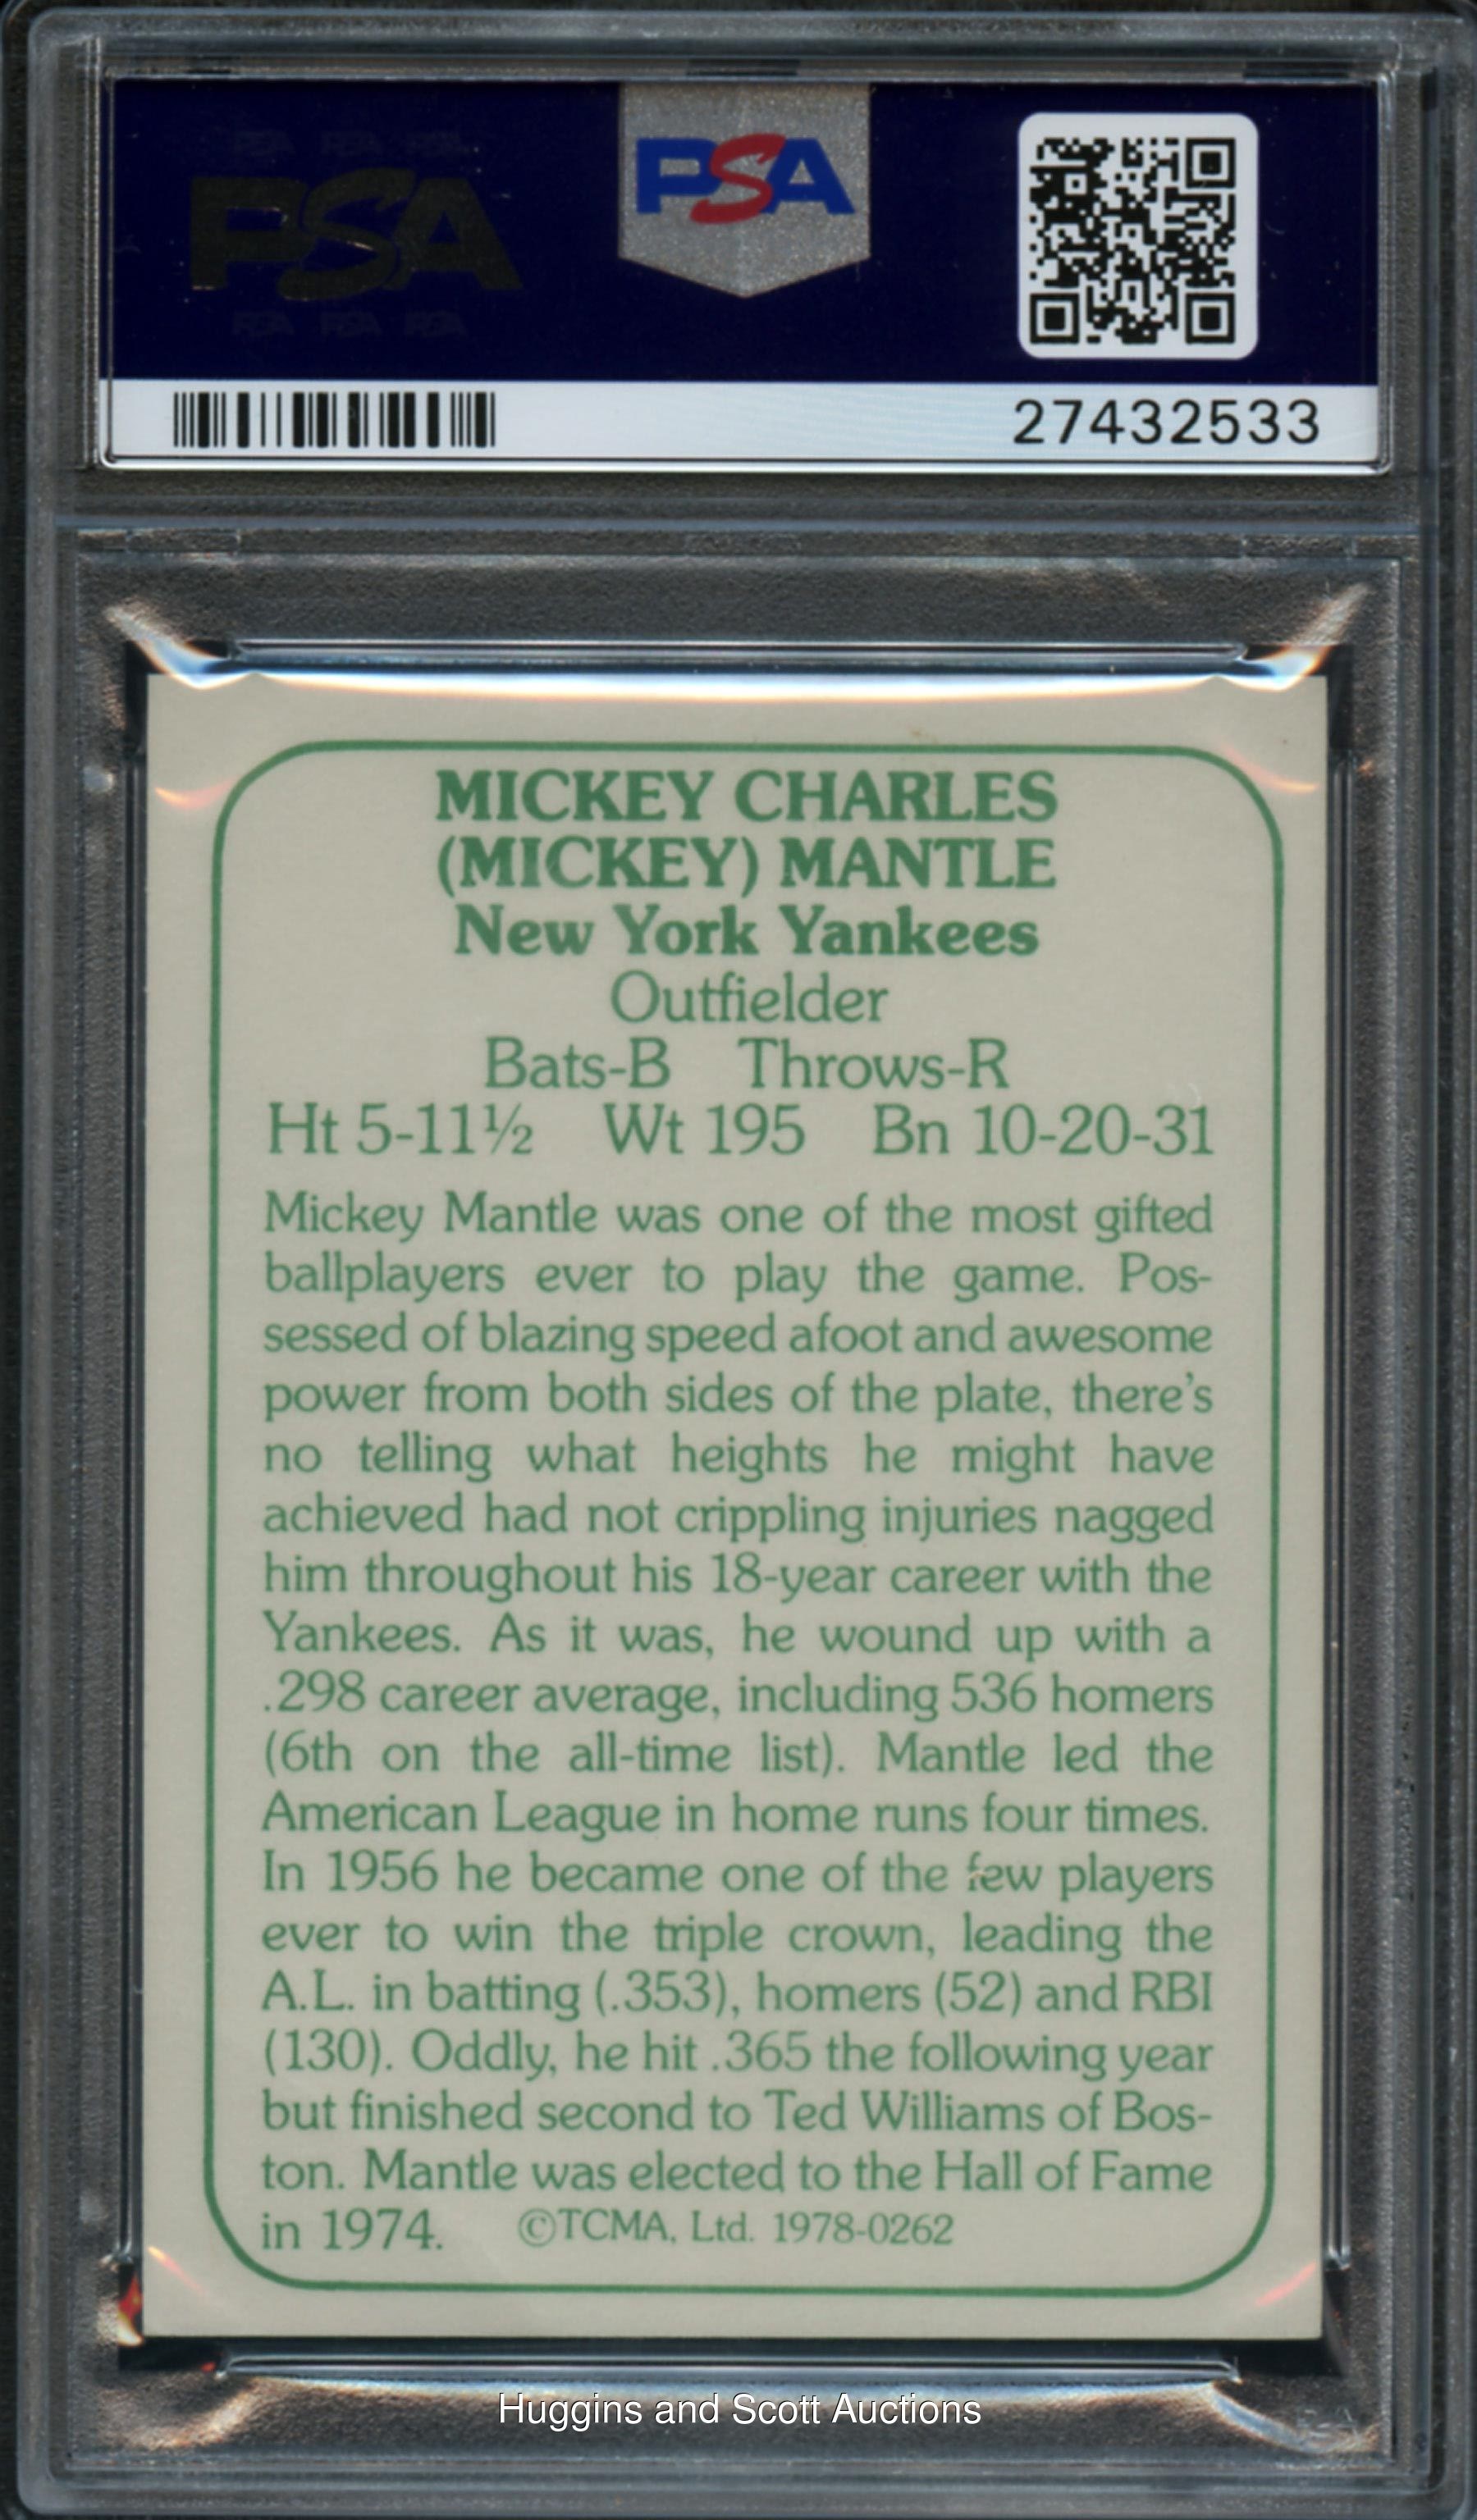 PSA PSA PSA
PSA
PSA PSA PSA
PSA
27432533
MICKEY CHARLES
(MICKEY) MANTLE
New York Yankees
Outfielder
Bats-B Throws-R
Ht 5-11½ Wt 195 Bn 10-20-31
Mickey Mantle was one of the most gifted
ballplayers ever to play the game. Pos-
sessed of blazing speed afoot and awesome
power from both sides of the plate, there's
no telling what heights he might have
achieved had not crippling injuries nagged
him throughout his 18-year career with the
Yankees. As it was, he wound up with a
.298 career average, including 536 homers
(6th on the all-time list). Mantle led the
American League in home runs four times.
In 1956 he became one of the few players
ever to win the triple crown, leading the
A.L. in batting (.353), homers (52) and RBI
(130). Oddly, he hit .365 the following year
but finished second to Ted Williams of Bos-
ton. Mantle was elected to the Hall of Fame
in 1974. ©TCMA, Ltd. 1978-0262
Huggins and Scott Auctions
PSA